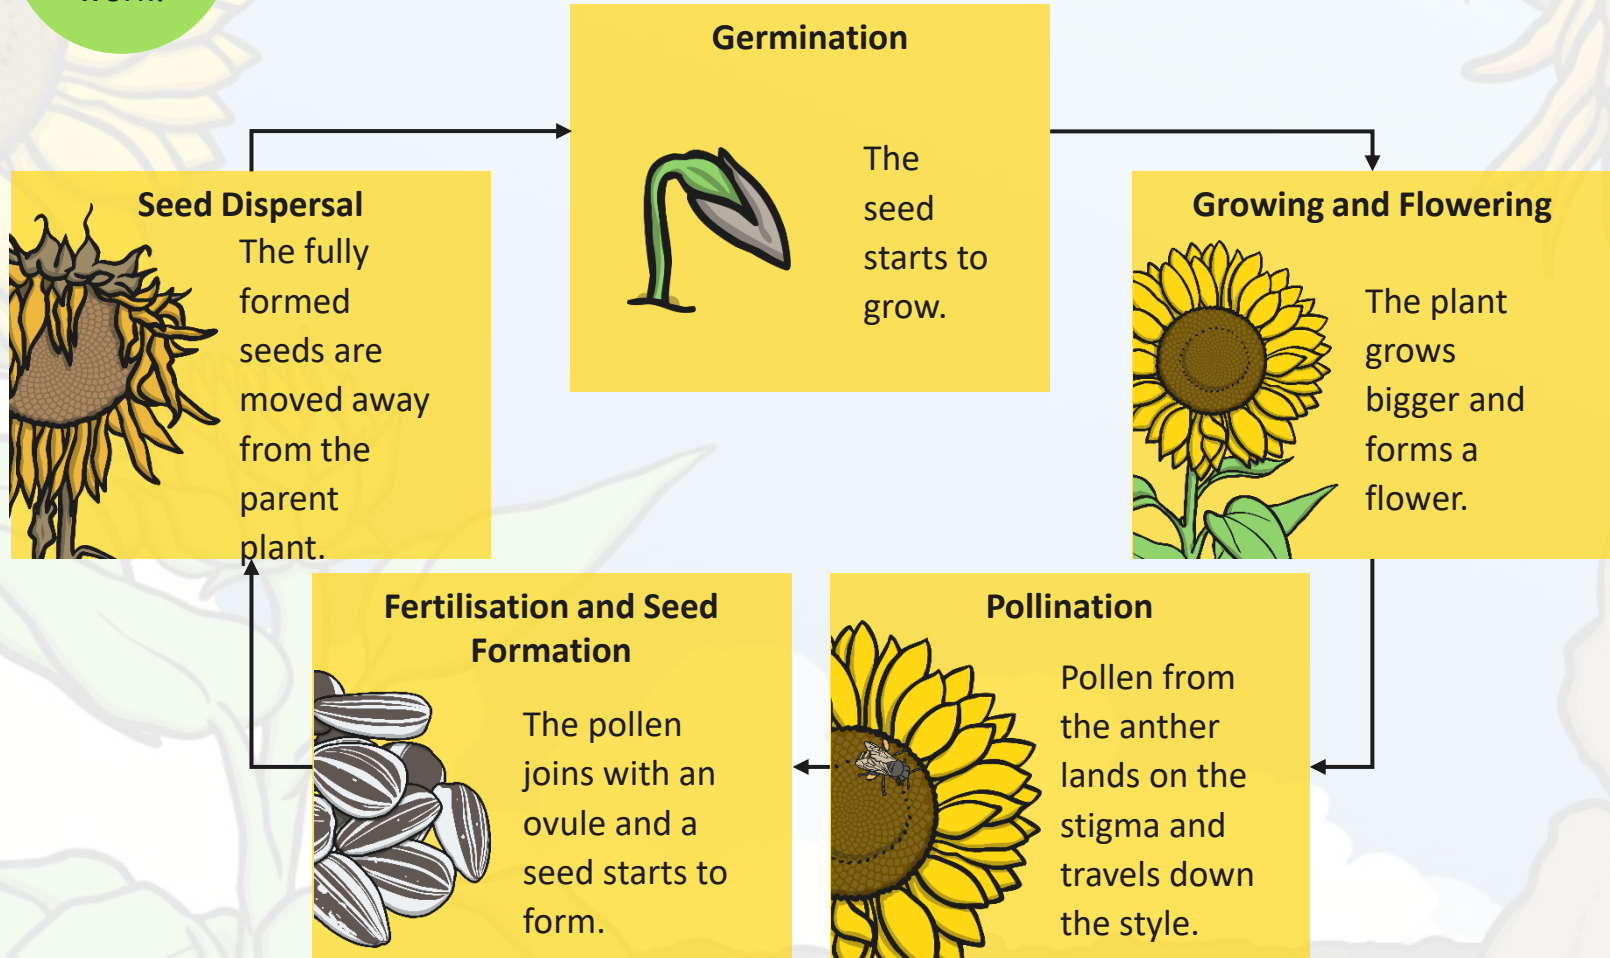 Germination
The
seed
starts to
grow.
Growing and Flowering
The plant
grows
bigger and
forms a
flower.
Pollination
Pollen from
the anther
lands on the
stigma and
travels down
the style.
Fertilisation and Seed
Formation
The pollen
joins with an
ovule and a
seed starts to
form.
Seed Dispersal
The fully
formed
seeds are
moved away
from the
parent
plant.